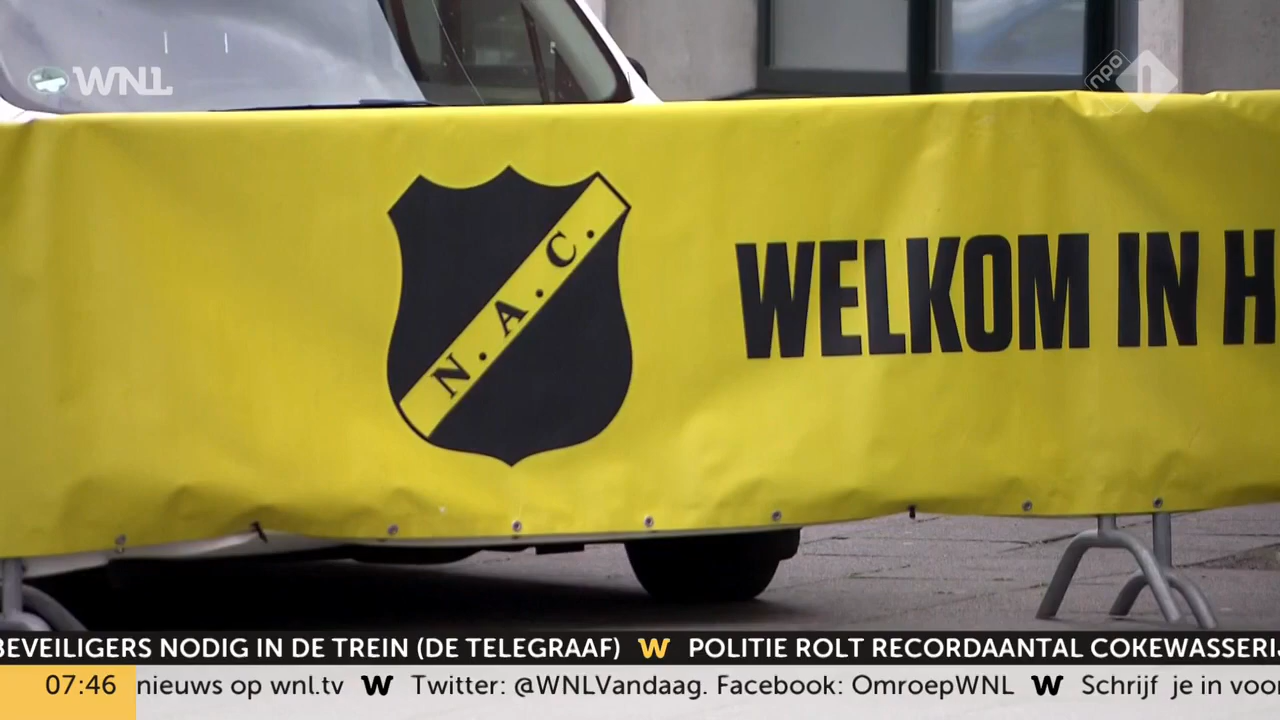 WNL
npo
N.A.C.
WELKOM IN H
BEVEILIGERS NODIG IN DE TREIN (DE TELEGRAAF) W POLITIE ROLT RECORDAANTAL COKEWASSERIJ
07:46 nieuws op wnl.tv W Twitter: @WNLVandaag. Facebook: OmroepWNL W Schrijf je in voor